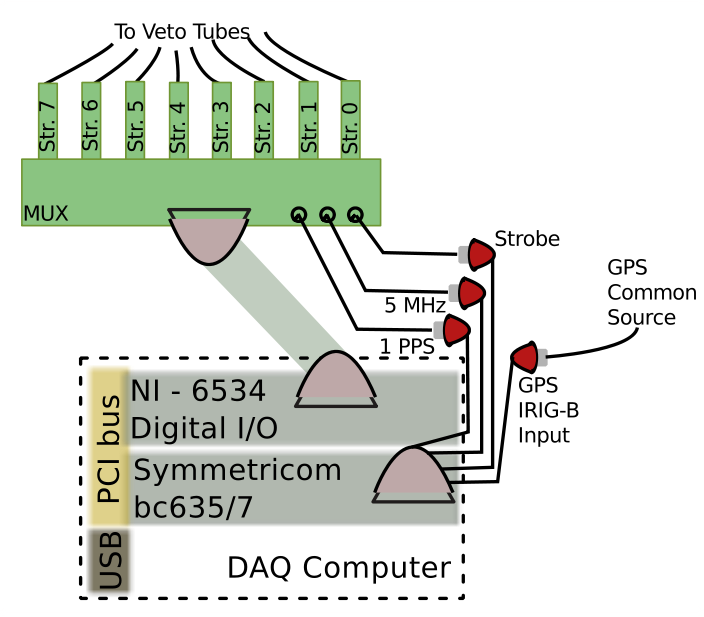 To Veto Tubes
Str. 7
Str. 6
Str. 5
Str. 4
Str. 3
Str. 2
Str. 1
Str. 0
MUX
Strobe
5 MHz
1 PPS
GPS
Common
Source
GPS
IRIG-B
Input
PCI bus
NI - 6534
Digital I/O
Symmetricom
bc635/7
USB
DAQ Computer